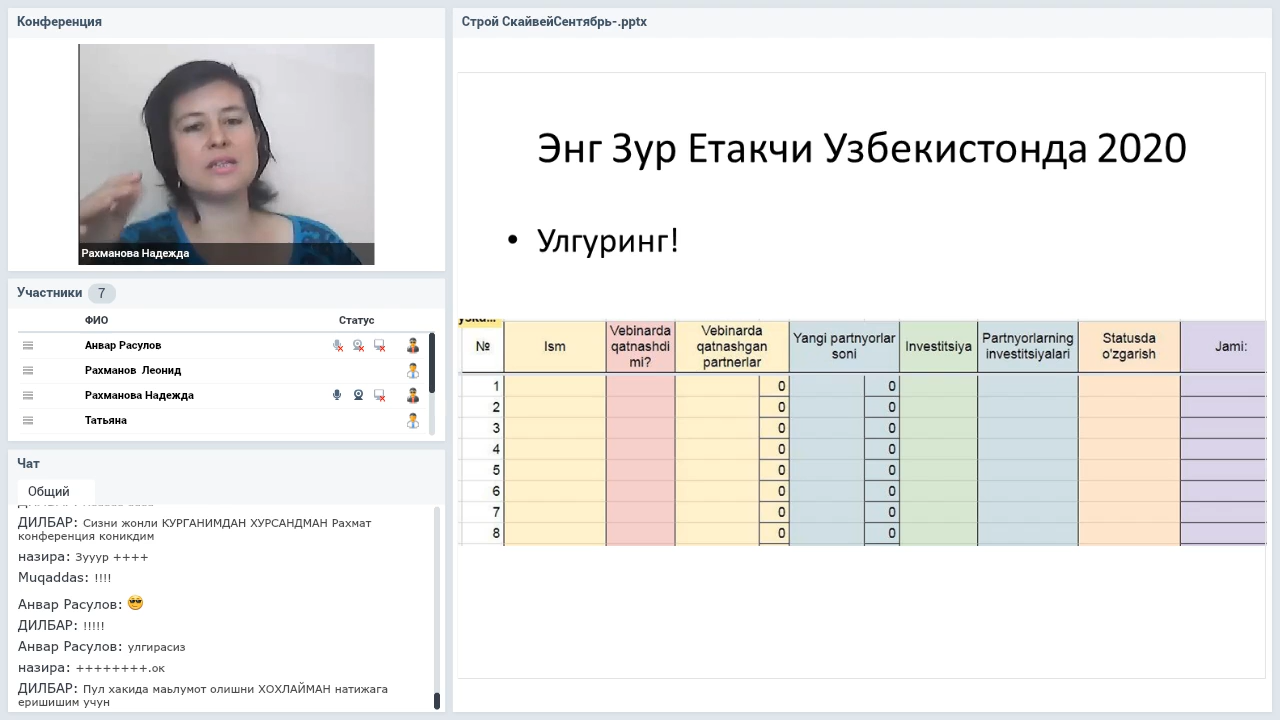 Конференция
Рахманова Надежда
Участники 7
ФИО Статус
Анвар Расулов
Рахманов Леонид
Рахманова Надежда
Татьяна
Чат
Общий
ДИЛБАР: Сизни жонли КУРГАНИМДАН ХУРСАНДМАН Рахмат
конференция коникдим
назира: Зууур ++++
Muqaddas: !!!!
Анвар Расулов:
ДИЛБАР: !!!!!
Анвар Расулов: улгирасиз
назира: ++++++++.ок
ДИЛБАР: Пул хакида маьлумот олишни ХОХЛАЙМАН натижага
еришишим учун
Строй СкайвейСентябрь-.pptx
Энг Зур Етакчи Узбекистонда 2020
• Улгуринг!
№ Ism Vebinarda qatnashdi mi? Vebinarda qatnashgan partnerlar Yangi partnyorlar soni Investitsiya Partnyorlarning investitsiyalari Statusda o'zgarish Jami:
1 0 0
2 0 0
3 0 0
4 0 0
5 0 0
6 0 0
7 0 0
8 0 0